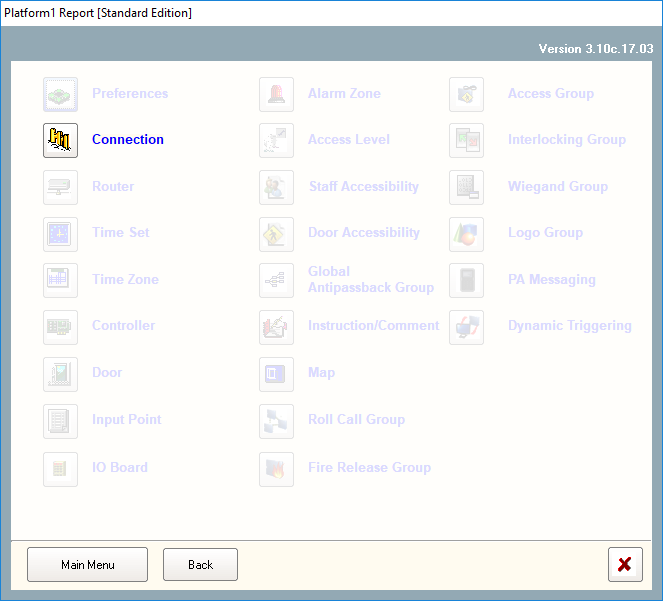 Platform1 Report [Standard Edition]
Version 3.10c.17.03
Preferences
Alarm Zone
Access Group
Connection
Access Level
Interlocking Group
Router
Staff Accessibility
Wiegand Group
Time Set
Door Accessibility
Logo Group
Time Zone
Global
Antipassback Group
PA Messaging
Controller
Instruction/Comment
Dynamic Triggering
Door
Map
Input Point
Roll Call Group
IO Board
Fire Release Group
Main Menu
Back